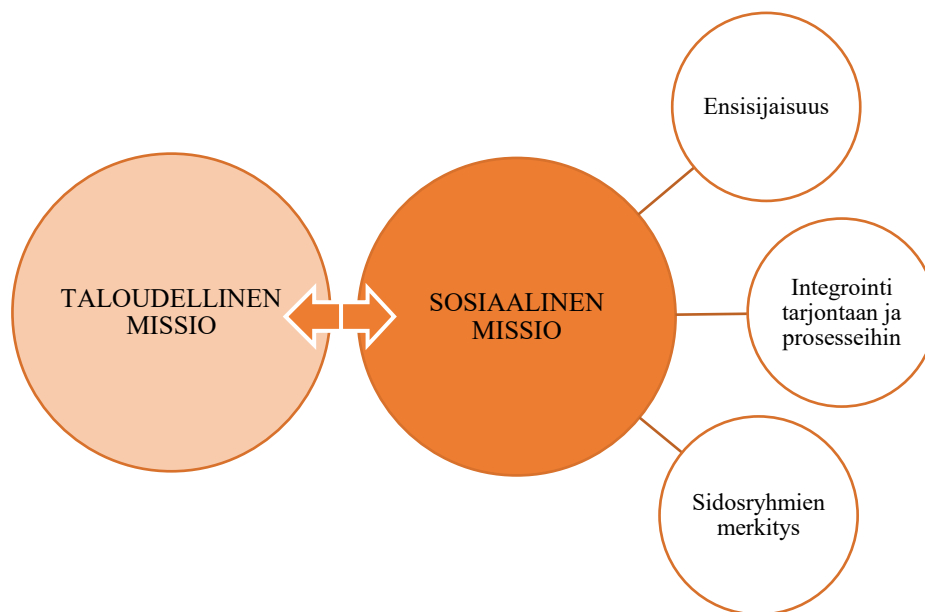 TALOUDELLINEN
MISSIO
SOSIAALINEN
MISSIO
Ensisijaisuus
Integrointi
tarjontaan ja
prosesseihin
Sidosryhmien
merkitys